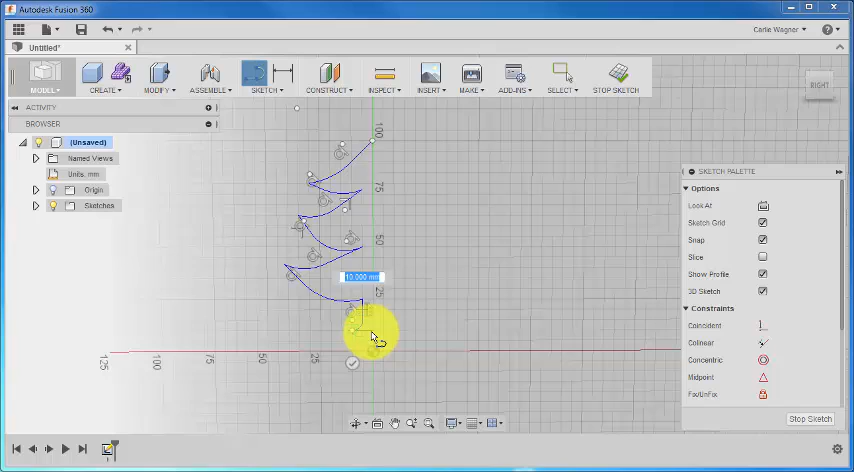 Autodesk Fusion 360
Carlie Wagner
Untitled*
MODEL
CREATE
MODIFY
ASSEMBLE
SKETCH
CONSTRUCT
INSPECT
INSERT
MAKE
ADD-INS
SELECT
STOP SKETCH
RIGHT
ACTIVITY
BROWSER
(Unsaved)
Named Views
Units: mm
Origin
Sketches
100
75
50
25
10.000 mm
125
100
75
50
25
SKETCH PALETTE
Options
Look At
Sketch Grid
Snap
Slice
Show Profile
3D Sketch
Constraints
Coincident
Colinear
Concentric
Midpoint
Fix/UnFix
Stop Sketch